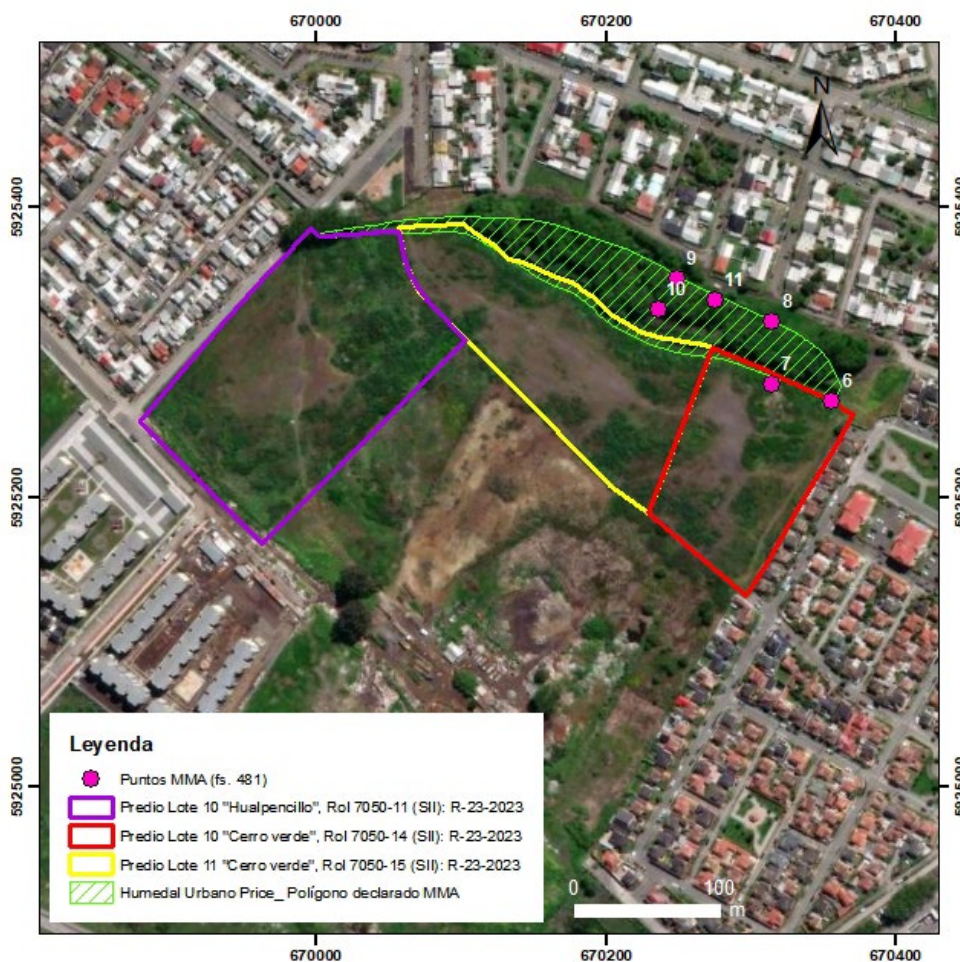 670000 670200 670400
N
5925400
5925400
9
11
10
8
7
6
5925200
5925200
Leyenda
Puntos MMA (fs. 481)
Predio Lote 10 "Hualpencillo", Rol 7050-11 (SII): R-23-2023
Predio Lote 10 "Cerro verde", Rol 7050-14 (SII): R-23-2023
Predio Lote 11 "Cerro verde", Rol 7050-15 (SII): R-23-2023
Humedal Urbano Price_ Polígono declarado MMA
5925000
5925000
0 100
m
670000 670200 670400